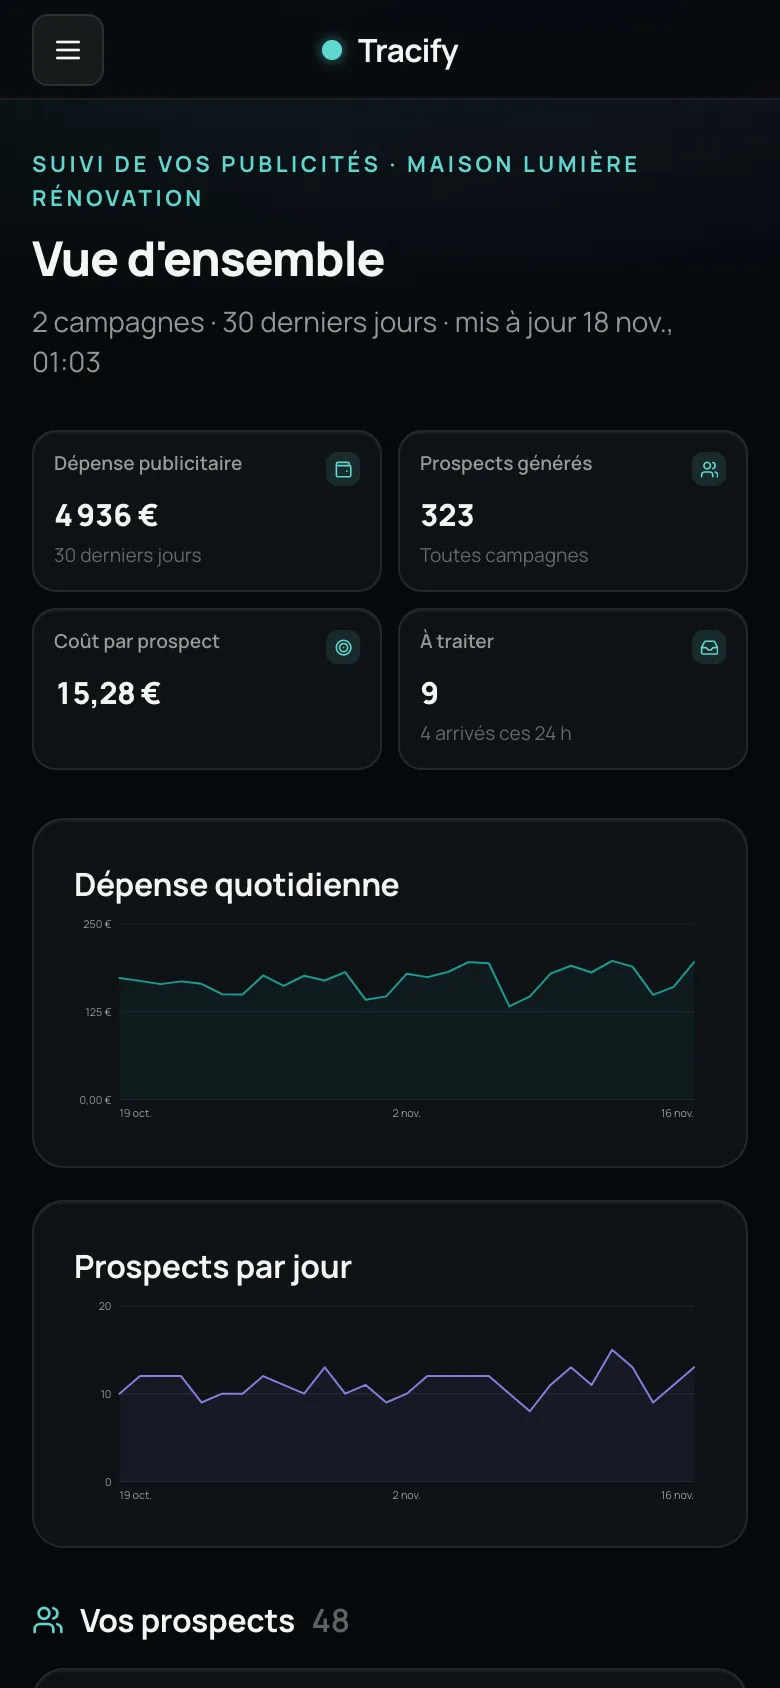 Tracify
SUIVI DE VOS PUBLICITÉS · MAISON LUMIÈRE
RÉNOVATION
Vue d'ensemble
2 campagnes · 30 derniers jours · mis à jour 18 nov.,
01:03
Dépense publicitaire
4 936 €
30 derniers jours
Prospects générés
323
Toutes campagnes
Coût par prospect
15,28 €
À traiter
9
4 arrivés ces 24 h
Dépense quotidienne
250 €
125 €
0,00 €
19 oct.
2 nov.
16 nov.
Prospects par jour
20
10
0
19 oct.
2 nov.
16 nov.
Vos prospects 48